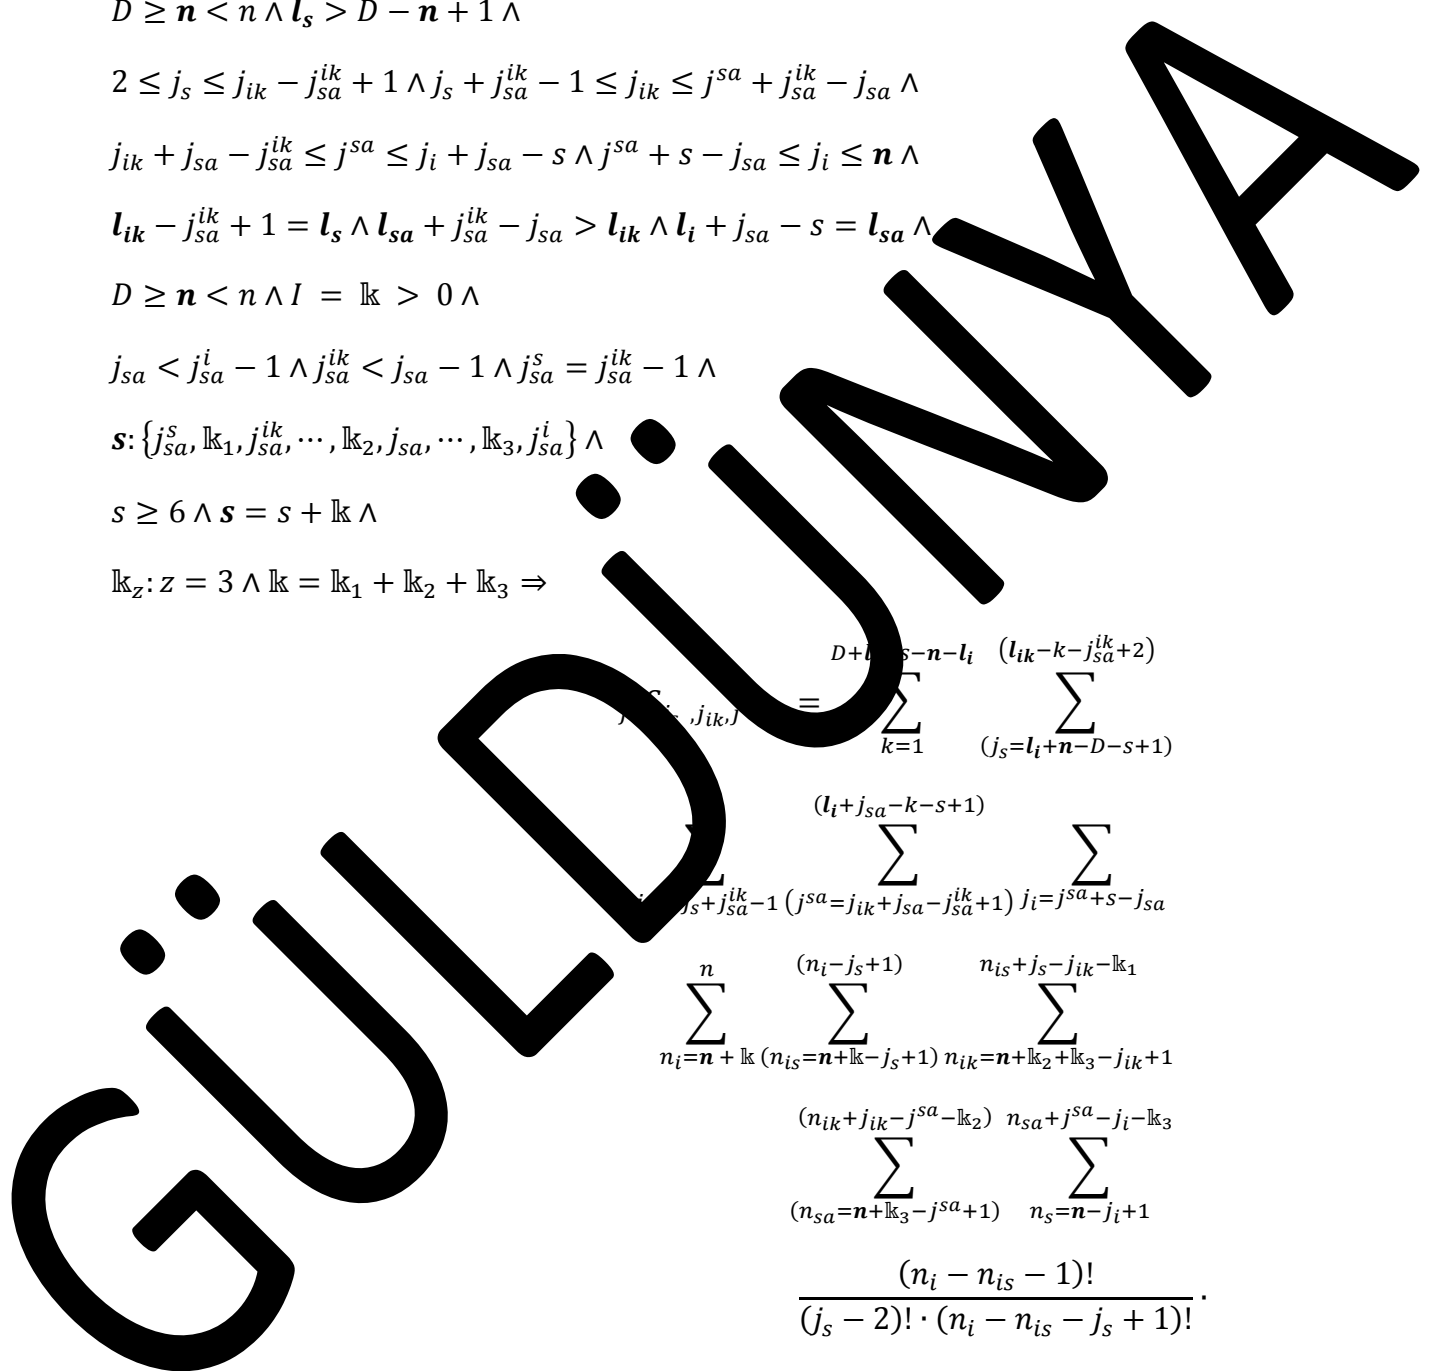 D ≥ n < n ∧ l_s > D − n + 1 ∧
2 ≤ j_s ≤ j_{ik} − j_{sa}^{ik} + 1 ∧ j_s + j_{sa}^{ik} − 1 ≤ j_{ik} ≤ j^{sa} + j_{sa}^{ik} − j_{sa} ∧
j_{ik} + j_{sa} − j_{sa}^{ik} ≤ j^{sa} ≤ j_i + j_{sa} − s ∧ j^{sa} + s − j_{sa} ≤ j_i ≤ n ∧
l_{ik} − j_{sa}^{ik} + 1 = l_s ∧ l_{sa} + j_{sa}^{ik} − j_{sa} > l_{ik} ∧ l_i + j_{sa} − s = l_{sa} ∧
D ≥ n < n ∧ I = 𝕜 > 0 ∧
j_{sa} < j_{sa}^i − 1 ∧ j_{sa}^{ik} < j_{sa} − 1 ∧ j_{sa}^s = j_{sa}^{ik} − 1 ∧
s: {j_{sa}^s, 𝕜_1, j_{sa}^{ik}, ⋯, 𝕜_2, j_{sa}, ⋯, 𝕜_3, j_{sa}^i} ∧
s ≥ 6 ∧ s = s + 𝕜 ∧
𝕜_z: z = 3 ∧ 𝕜 = 𝕜_1 + 𝕜_2 + 𝕜_3 ⇒
= ∑_{k=1} ∑_{(j_s=l_i+n−D−s+1)}^{(l_{ik}−k−j_{sa}^{ik}+2)}
∑ ∑_{(j^{sa}=j_{ik}+j_{sa}−j_{sa}^{ik}+1)}^{(l_i+j_{sa}−k−s+1)} ∑_{j_i=j^{sa}+s−j_{sa}}
∑_{n_i=n+𝕜}^{n} ∑_{(n_{is}=n+𝕜−j_s+1)}^{(n_i−j_s+1)} ∑_{n_{ik}=n+𝕜_2+𝕜_3−j_{ik}+1}^{n_{is}+j_s−j_{ik}−𝕜_1}
∑_{(n_{sa}=n+𝕜_3−j^{sa}+1)}^{(n_{ik}+j_{ik}−j^{sa}−𝕜_2)} ∑_{n_s=n−j_i+1}^{n_{sa}+j^{sa}−j_i−𝕜_3}
(n_i − n_{is} − 1)!
(j_s − 2)! · (n_i − n_{is} − j_s + 1)! ·
GÜLDÜNYA